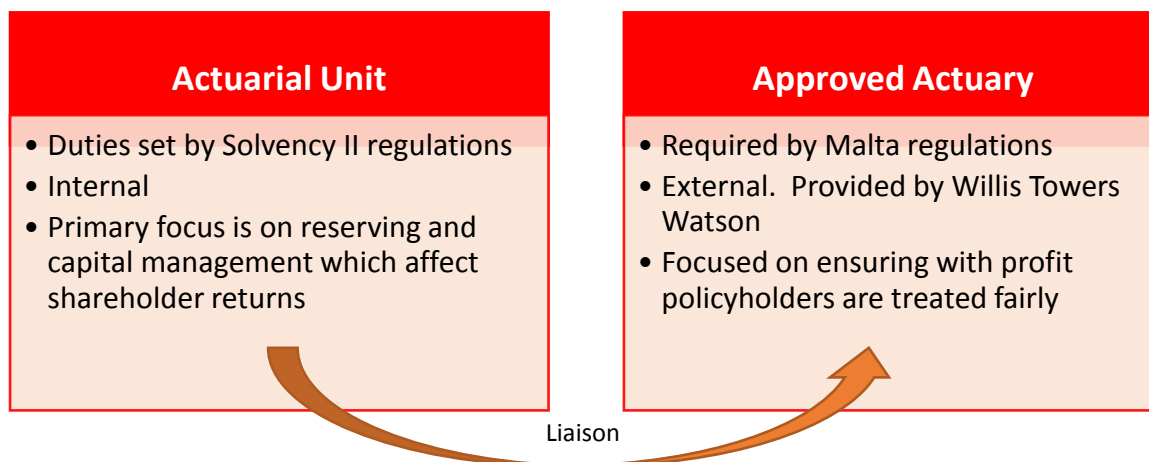 Actuarial Unit
• Duties set by Solvency II regulations
• Internal
• Primary focus is on reserving and
capital management which affect
shareholder returns
Approved Actuary
• Required by Malta regulations
• External.  Provided by Willis Towers
Watson
• Focused on ensuring with profit
policyholders are treated fairly
Liaison